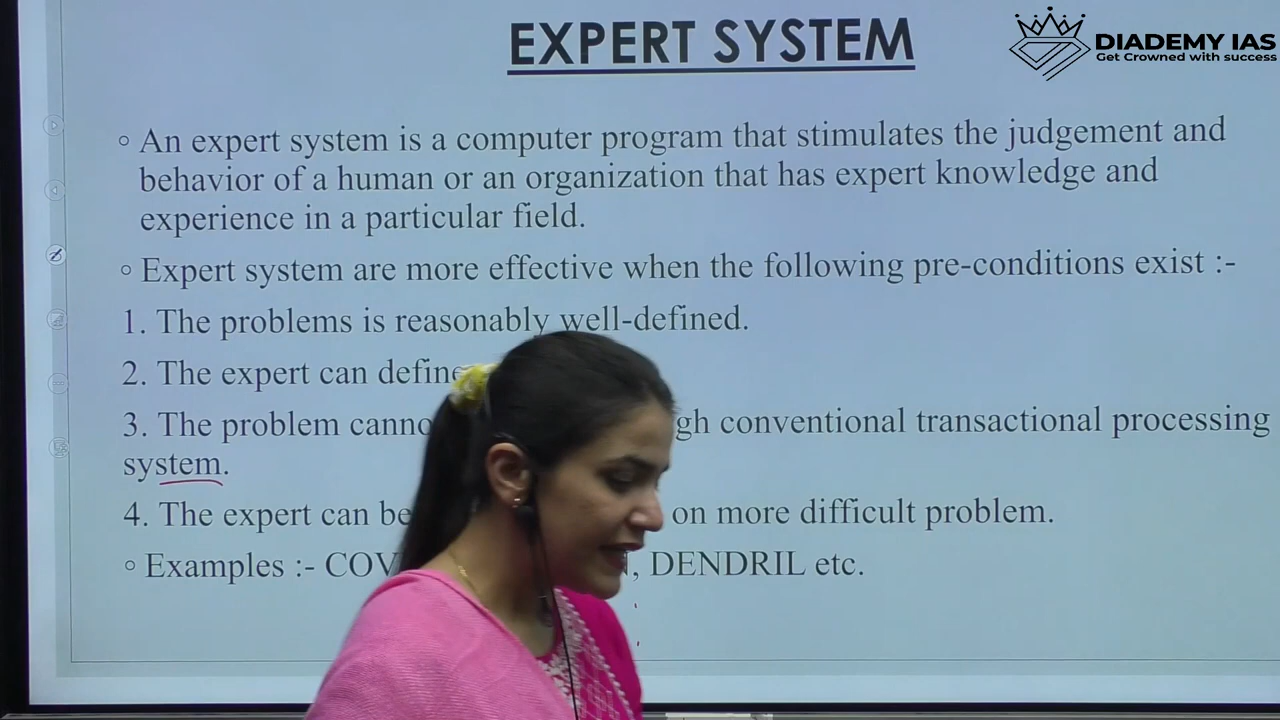 EXPERT SYSTEM
DIADEMY IAS
Get Crowned with success
◦ An expert system is a computer program that stimulates the judgement and
behavior of a human or an organization that has expert knowledge and
experience in a particular field.
◦ Expert system are more effective when the following pre-conditions exist :-
1. The problems is reasonably well-defined.
2. The expert can define
3. The problem conventional transactional processing
system.
4. The expert can be on more difficult problem.
◦ Examples :- , DENDRIL etc.